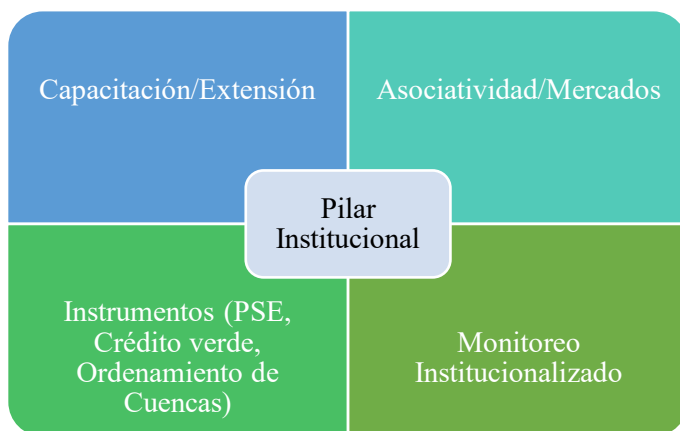 Capacitación/Extensión
Asociatividad/Mercados
Pilar
Institucional
Instrumentos (PSE,
Crédito verde,
Ordenamiento de
Cuencas)
Monitoreo
Institucionalizado